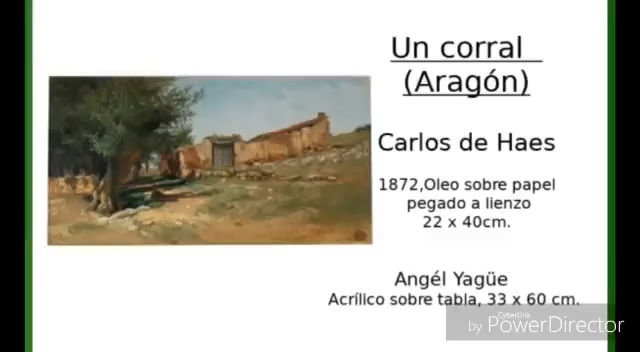 Un corral
(Aragón)
Carlos de Haes
1872,Oleo sobre papel
pegado a lienzo
22 x 40cm.
Angél Yagüe
Acrílico sobre tabla, 33 x 60 cm.
CyberLink
by PowerDirector